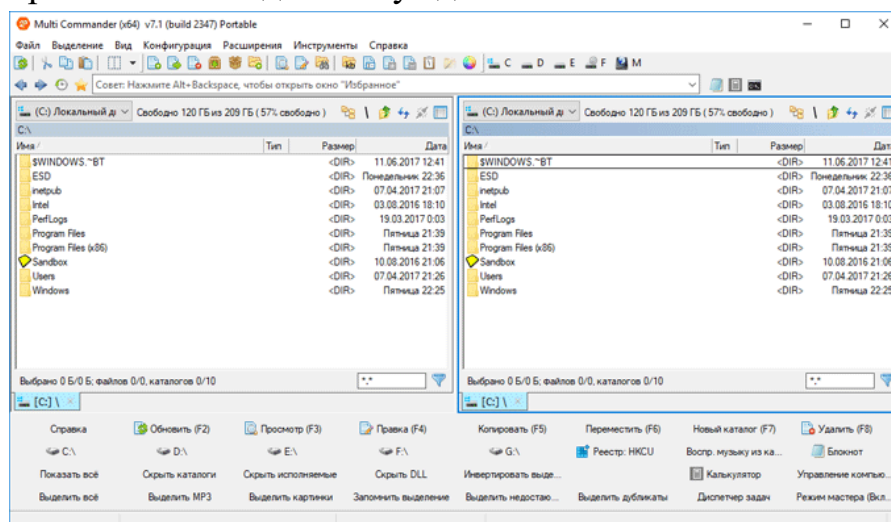 Multi Commander (x64) v7.1 (build 2347) Portable
Файл Выделение Вид Конфигурация Расширения Инструменты Справка
C D E F M
Совет: Нажмите Alt+Backspace, чтобы открыть окно "Избранное"
(C:) Локальный ді Свободно 120 ГБ из 209 ГБ ( 57% свободно ) \ (C:) Локальный ді Свободно 120 ГБ из 209 ГБ ( 57% свободно ) \
C:\ C:\
Имя Тип Размер Дата Имя Тип Размер Дат
$WINDOWS.~BT <DIR> 11.06.2017 12:41 $WINDOWS.~BT <DIR> 11.06.2017 12:41
ESD <DIR> Понедельник 22:36 ESD <DIR> Понедельник 22:36
inetpub <DIR> 07.04.2017 21:07 inetpub <DIR> 07.04.2017 21:07
Intel <DIR> 03.08.2016 18:10 Intel <DIR> 03.08.2016 18:10
PerfLogs <DIR> 19.03.2017 0:03 PerfLogs <DIR> 19.03.2017 0:03
Program Files <DIR> Пятница 21:39 Program Files <DIR> Пятница 21:39
Program Files (x86) <DIR> Пятница 21:39 Program Files (x86) <DIR> Пятница 21:39
Sandbox <DIR> 10.08.2016 21:06 Sandbox <DIR> 10.08.2016 21:06
Users <DIR> 07.04.2017 21:26 Users <DIR> 07.04.2017 21:26
Windows <DIR> Пятница 22:25 Windows <DIR> Пятница 22:25
Выбрано 0 Б/0 Б; файлов 0/0, каталогов 0/10 *.* Выбрано 0 Б/0 Б; файлов 0/0, каталогов 0/10 *.*
[C:] \ [C:] \
Справка Обновить (F2) Просмотр (F3) Правка (F4) Копировать (F5) Переместить (F6) Новый каталог (F7) Удалить (F8)
C:\ D:\ E:\ F:\ G:\ Реестр: HKCU Воспр. музыку из ка... Блокнот
Показать всё Скрыть каталоги Скрыть исполняемые Скрыть DLL Инвертировать выде... Калькулятор Управление компью...
Выделить всё Выделить MP3 Выделить картинки Запомнить выделение Выделить недостаю... Выделить дубликаты Диспетчер задач Режим мастера (Вкл...